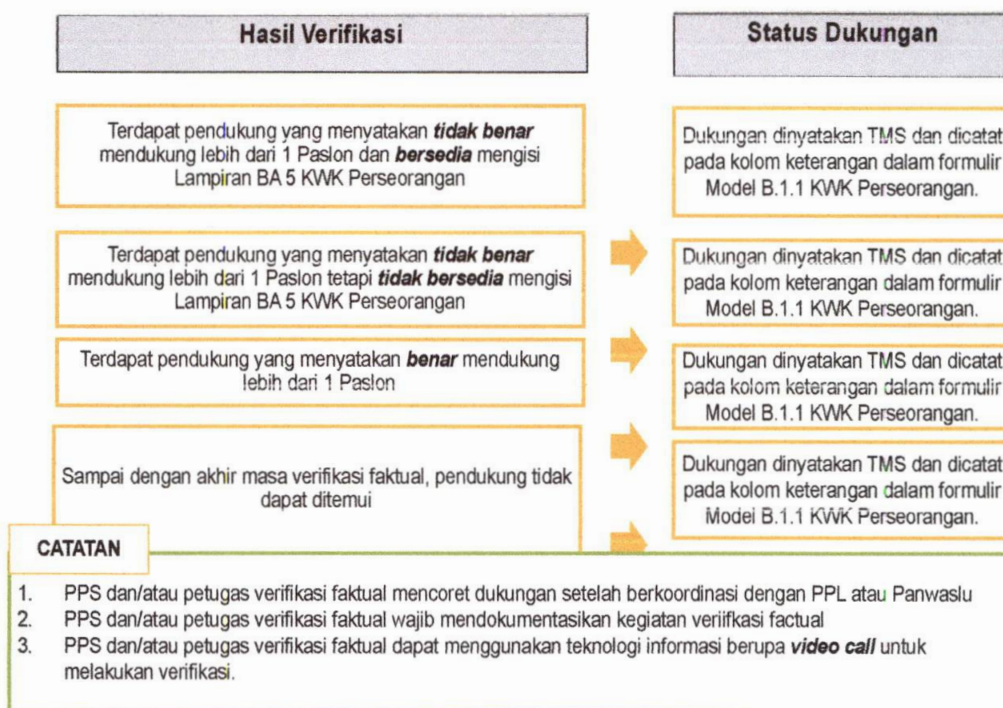 Hasil Verifikasi
Status Dukungan
Terdapat pendukung yang menyatakan tidak benar
mendukung lebih dari 1 Paslon dan bersedia mengisi
Lampiran BA 5 KWK Perseorangan
Dukungan dinyatakan TMS dan dicatat
pada kolom keterangan dalam formulir
Model B.1.1 KWK Perseorangan.
Terdapat pendukung yang menyatakan tidak benar
mendukung lebih dari 1 Paslon tetapi tidak bersedia mengisi
Lampiran BA 5 KWK Perseorangan
Dukungan dinyatakan TMS dan dicatat
pada kolom keterangan dalam formulir
Model B.1.1 KWK Perseorangan.
Terdapat pendukung yang menyatakan benar mendukung
lebih dari 1 Paslon
Dukungan dinyatakan TMS dan dicatat
pada kolom keterangan dalam formulir
Model B.1.1 KWK Perseorangan.
Sampai dengan akhir masa verifikasi faktual, pendukung tidak
dapat ditemui
Dukungan dinyatakan TMS dan dicatat
pada kolom keterangan dalam formulir
Model B.1.1 KWK Perseorangan.
CATATAN
1. PPS dan/atau petugas verifikasi faktual mencoret dukungan setelah berkoordinasi dengan PPL atau Panwaslu
2. PPS dan/atau petugas verifikasi faktual wajib mendokumentasikan kegiatan veriifkasi factual
3. PPS dan/atau petugas verifikasi faktual dapat menggunakan teknologi informasi berupa video call untuk
melakukan verifikasi.